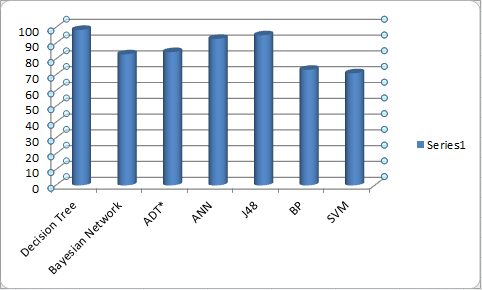 100
90
80
70
60
50
40
30
20
10
0
Decision Tree
Bayesian Network
ADT*
ANN
J48
BP
SVM
Series1